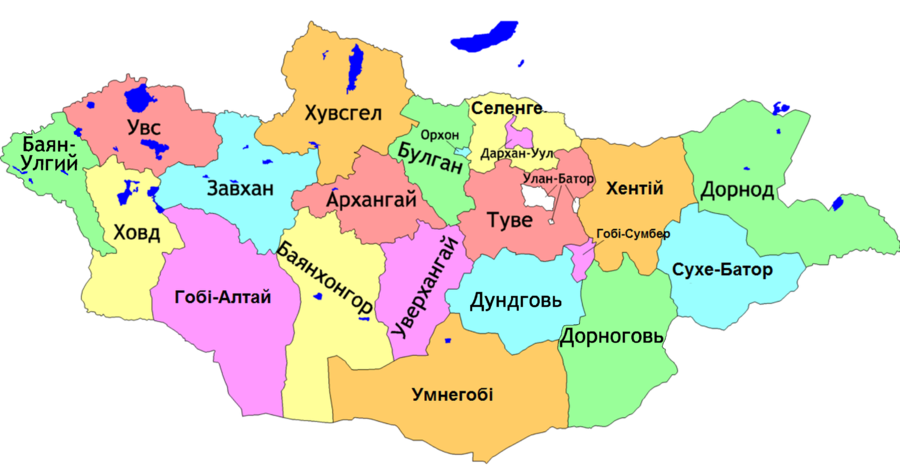 Селенге
Хувсгел
Увс
Орхон
Баян-
Улгий
Булган
Дархан-Уул
Улан-Батор
Завхан
Хентій
Дорнод
Архангай
Туве
Ховд
Гобі-Сумбер
Баянхонгор
Уверхангай
Сухе-Батор
Гобі-Алтай
Дундговь
Дорноговь
Умнегобі